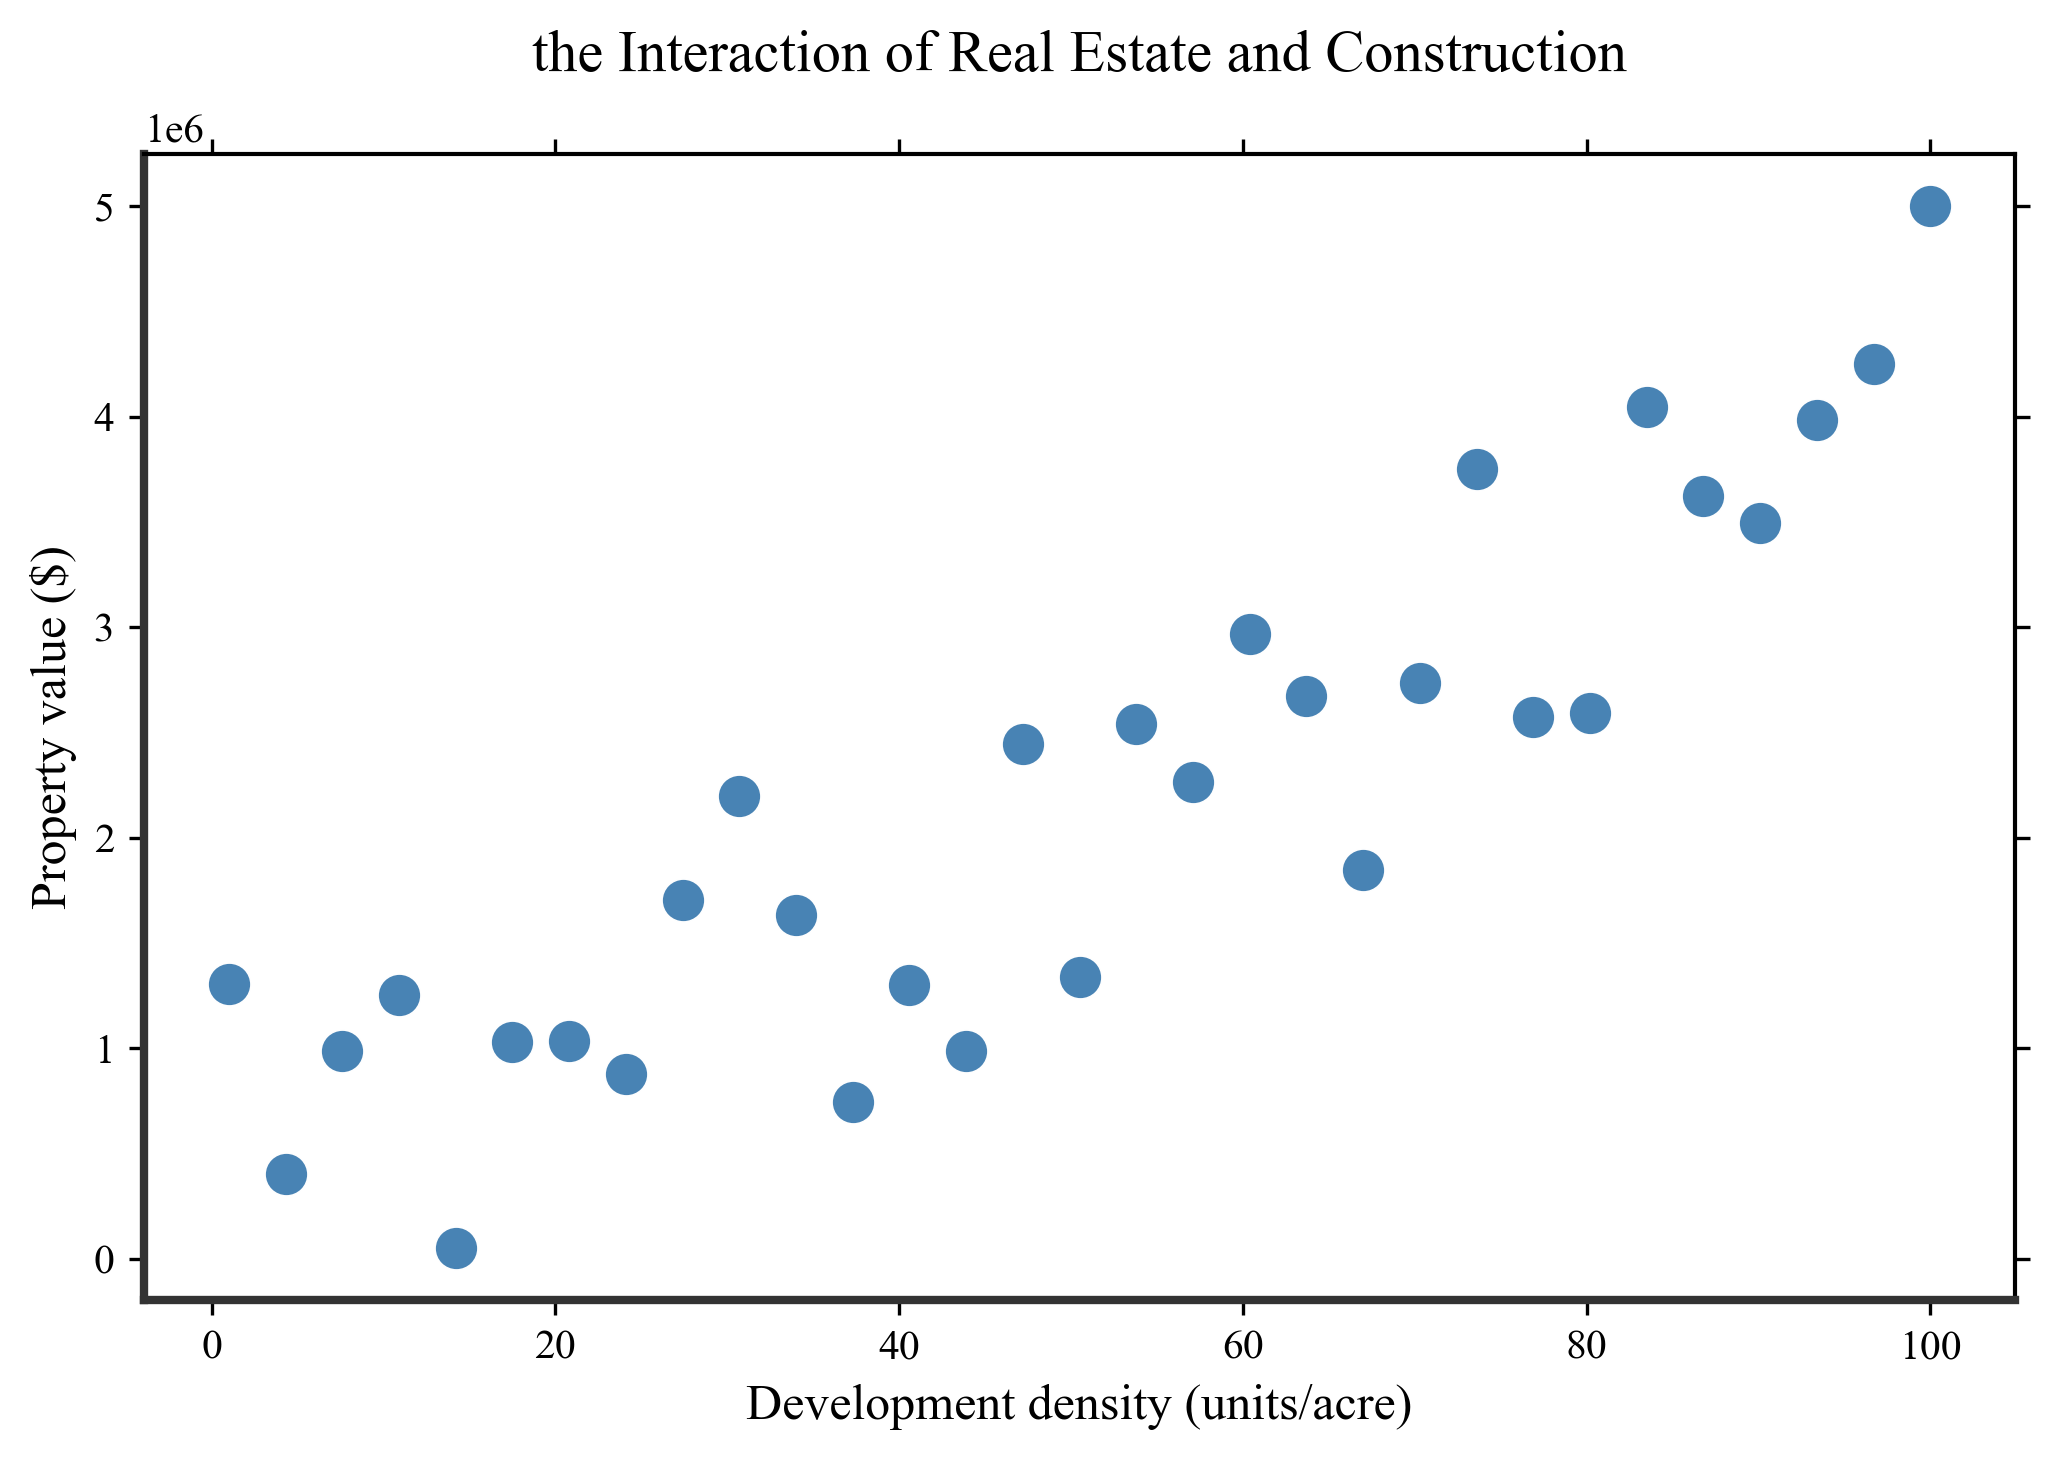 the Interaction of Real Estate and Construction
1e6
5
4
3
2
1
0
Property value ($)
0 20 40 60 80 100
Development density (units/acre)